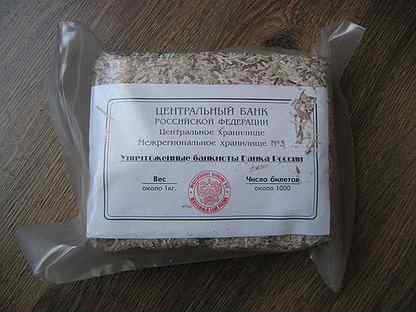 ЦЕНТРАЛЬНЫЙ БАНК
РОССИЙСКОЙ ФЕДЕРАЦИИ
Центральное хранилище
Межрегиональное хранилище №3
Уничтоженные банкноты Банка России
Вес
Число билетов
около 1кг.
около 1000